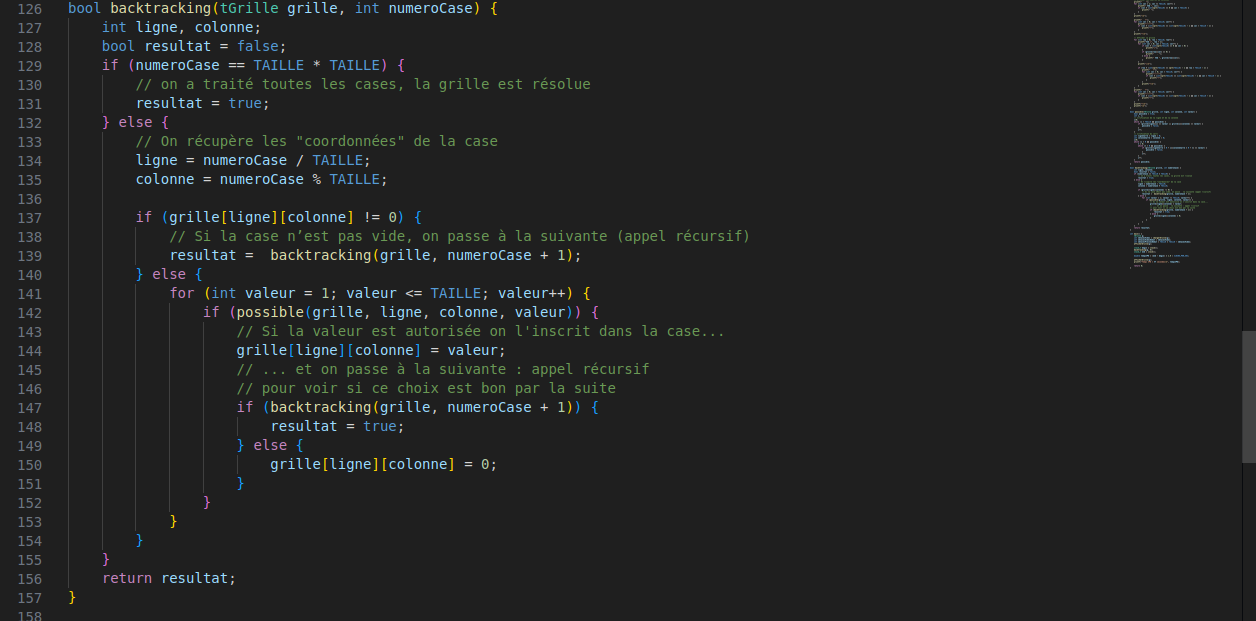 126 bool backtracking(tGrille grille, int numeroCase) {
127     int ligne, colonne;
128     bool resultat = false;
129     if (numeroCase == TAILLE * TAILLE) {
130         // on a traité toutes les cases, la grille est résolue
131         resultat = true;
132     } else {
133         // On récupère les "coordonnées" de la case
134         ligne = numeroCase / TAILLE;
135         colonne = numeroCase % TAILLE;
136
137         if (grille[ligne][colonne] != 0) {
138             // Si la case n’est pas vide, on passe à la suivante (appel récursif)
139             resultat =  backtracking(grille, numeroCase + 1);
140         } else {
141             for (int valeur = 1; valeur <= TAILLE; valeur++) {
142                 if (possible(grille, ligne, colonne, valeur)) {
143                     // Si la valeur est autorisée on l'inscrit dans la case...
144                     grille[ligne][colonne] = valeur;
145                     // ... et on passe à la suivante : appel récursif
146                     // pour voir si ce choix est bon par la suite
147                     if (backtracking(grille, numeroCase + 1)) {
148                         resultat = true;
149                     } else {
150                         grille[ligne][colonne] = 0;
151                     }
152                 }
153             }
154         }
155     }
156     return resultat;
157 }
158